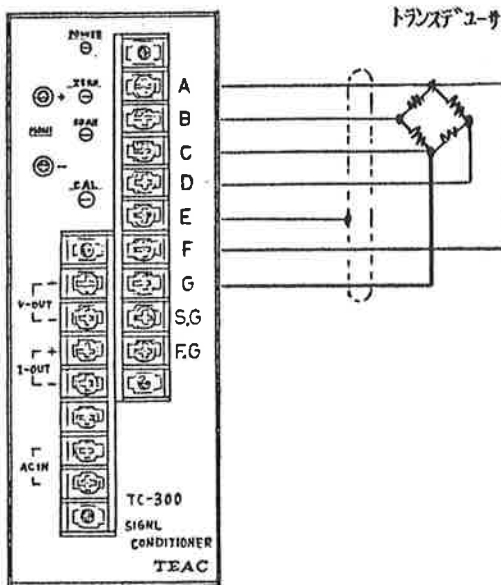 トランスデューサ
POWER
ZERO
+
MONI
SPAN
-
CAL
A
B
C
D
E
F
G
S.G
F.G
+
V-OUT
-
+
I-OUT
-
AC IN
TC-300
SIGNL
CONDITIONER
TEAC